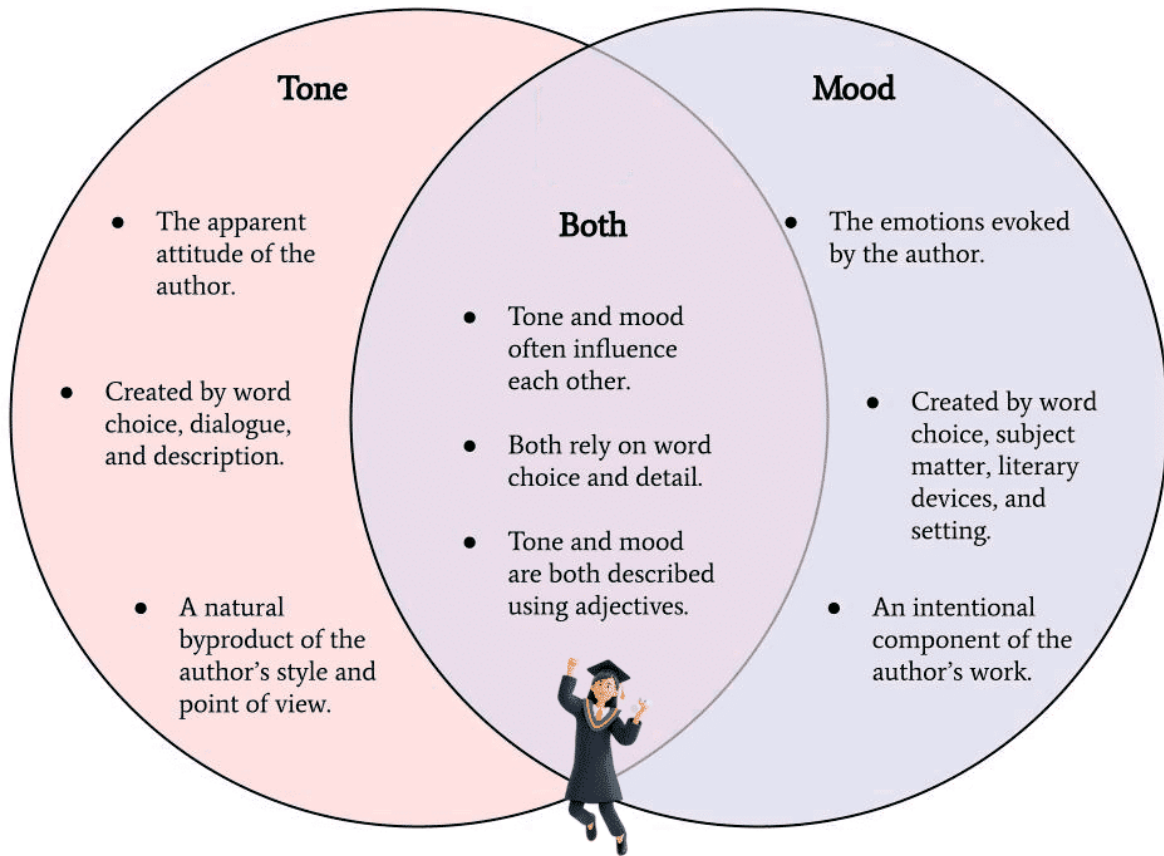 Tone
● The apparent
attitude of the
author.
● Created by word
choice, dialogue,
and description.
● A natural
byproduct of the
author’s style and
point of view.
Both
● Tone and mood
often influence
each other.
● Both rely on word
choice and detail.
● Tone and mood
are both described
using adjectives.
Mood
● The emotions evoked
by the author.
● Created by word
choice, subject
matter, literary
devices, and
setting.
● An intentional
component of the
author’s work.